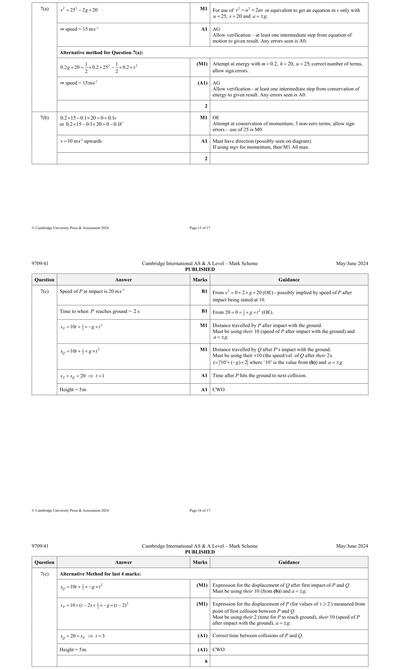 7(a) v² = 25² − 2g × 20 M1 For use of v² = u² + 2as or equivalent to get an equation in v only with
u = 25, s = 20 and a = ±g.
⇒ speed = 15 ms⁻¹ A1 AG
Allow verification – at least one intermediate step from equation of
motion to given result. Any errors seen is A0.
Alternative method for Question 7(a):
0.2g × 20 = ½ × 0.2 × 25² − ½ × 0.2 × v² (M1) Attempt at energy with m = 0.2, h = 20, u = 25; correct number of terms,
allow sign errors.
⇒ speed = 15 ms⁻¹ (A1) AG
Allow verification – at least one intermediate step from conservation of
energy to given result. Any errors seen is A0.
2
7(b) 0.2 × 15 − 0.1 × 20 = 0 + 0.1v
or 0.2 × 15 − 0.1 × 20 = 0 − 0.1v M1 OE
Attempt at conservation of momentum; 3 non-zero terms; allow sign
errors – use of 25 is M0.
v = 10 ms⁻¹ upwards A1 Must have direction (possibly seen on diagram).
If using mgv for momentum, then M1 A0 max.
2
© Cambridge University Press & Assessment 2024 Page 15 of 17
9709/41 Cambridge International AS & A Level – Mark Scheme May/June 2024
PUBLISHED
Question Answer Marks Guidance
7(c) Speed of P at impact is 20 ms⁻¹ B1 From v² = 0 + 2 × g × 20 (OE) – possibly implied by speed of P after
impact being stated at 10.
Time to when P reaches ground = 2 s B1 From 20 = 0 + ½ × g × t² (OE).
x_P = 10t + ½ × −g × t² M1 Distance travelled by P after impact with the ground.
Must be using their 10 (speed of P after impact with the ground) and
a = ±g.
x_Q = 10t + ½ × g × t² M1 Distance travelled by Q after P's impact with the ground.
Must be using their ±10 (the speed/vel. of Q after their 2s
where '10' is the value from (b)) and a = ±g.
x_P + x_Q = 20 ⇒ t = 1 A1 Time after P hits the ground to next collision.
Height = 5 m A1 CWO
© Cambridge University Press & Assessment 2024 Page 16 of 17
9709/41 Cambridge International AS & A Level – Mark Scheme May/June 2024
PUBLISHED
Question Answer Marks Guidance
7(c) Alternative Method for last 4 marks:
x_Q = 10t + ½ × −g × t² (M1) Expression for the displacement of Q after first impact of P and Q.
Must be using their 10 (from (b)) and a = ±g.
x_P = 10 × (t − 2) + ½ × −g × (t − 2)² (M1) Expression for the displacement of P (for values of t ⩾ 2) measured from
point of first collision between P and Q.
Must be using their 2 (time for P to reach ground), their 10 (speed of P
after impact with the ground), a = ±g.
(A1) Correct time between collisions of P and Q.
Height = 5m (A1) CWO
6